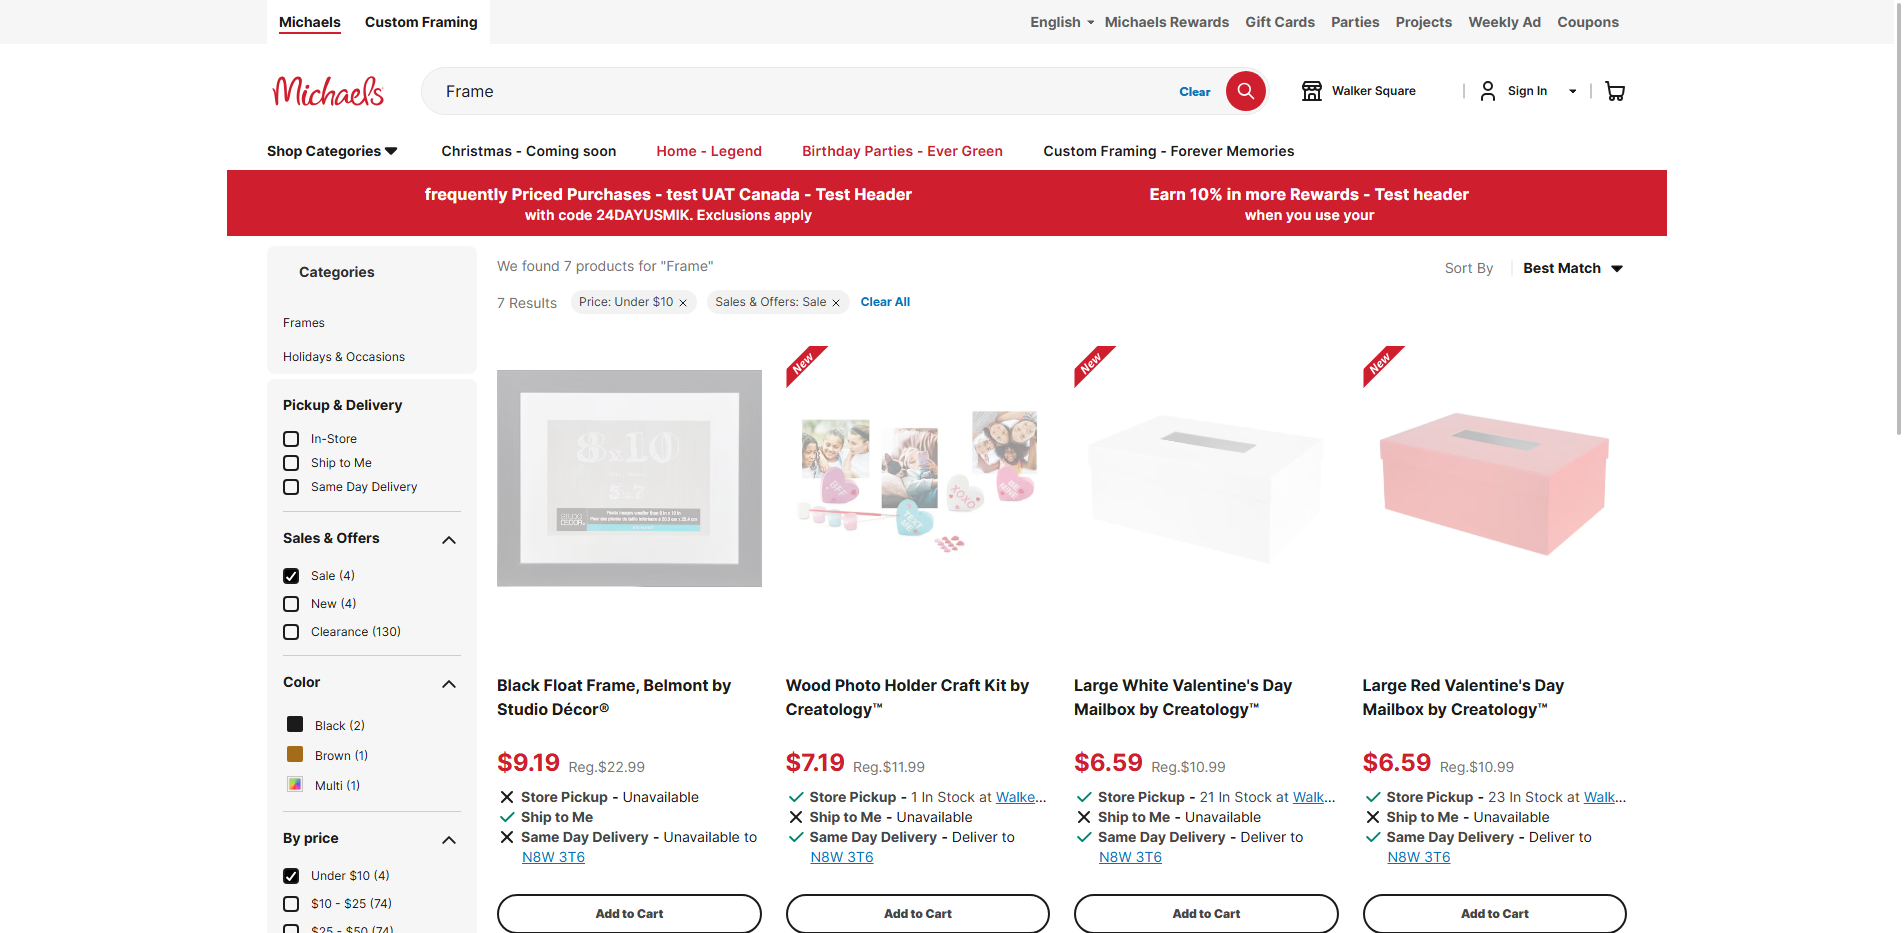 Michaels
Custom Framing
English
Michaels Rewards
Gift Cards
Parties
Projects
Weekly Ad
Coupons
Michaels
Frame
Clear
Walker Square
Sign In
Shop Categories
Christmas - Coming soon
Home - Legend
Birthday Parties - Ever Green
Custom Framing - Forever Memories
frequently Priced Purchases - test UAT Canada - Test Header
with code 24DAYUSMIK. Exclusions apply
Earn 10% in more Rewards - Test header
when you use your
Categories
Frames
Holidays & Occasions
Pickup & Delivery
In-Store
Ship to Me
Same Day Delivery
Sales & Offers
Sale (4)
New (4)
Clearance (130)
Color
Black (2)
Brown (1)
Multi (1)
By price
Under $10 (4)
$10 - $25 (74)
$25 - $50 (74)
We found 7 products for "Frame"
Sort By
Best Match
7 Results
Price: Under $10
Sales & Offers: Sale
Clear All
8x10
5x7
STUDIO
DECOR
Black Float Frame, Belmont by
Studio Décor®
$9.19 Reg.$22.99
Store Pickup - Unavailable
Ship to Me
Same Day Delivery - Unavailable to
N8W 3T6
Add to Cart
New
BFF
TEXT
ME
XOXO
BE
MINE
Wood Photo Holder Craft Kit by
Creatology™
$7.19 Reg.$11.99
Store Pickup - 1 In Stock at Walke...
Ship to Me - Unavailable
Same Day Delivery - Deliver to
N8W 3T6
Add to Cart
New
Large White Valentine's Day
Mailbox by Creatology™
$6.59 Reg.$10.99
Store Pickup - 21 In Stock at Walk...
Ship to Me - Unavailable
Same Day Delivery - Deliver to
N8W 3T6
Add to Cart
New
Large Red Valentine's Day
Mailbox by Creatology™
$6.59 Reg.$10.99
Store Pickup - 23 In Stock at Walk...
Ship to Me - Unavailable
Same Day Delivery - Deliver to
N8W 3T6
Add to Cart